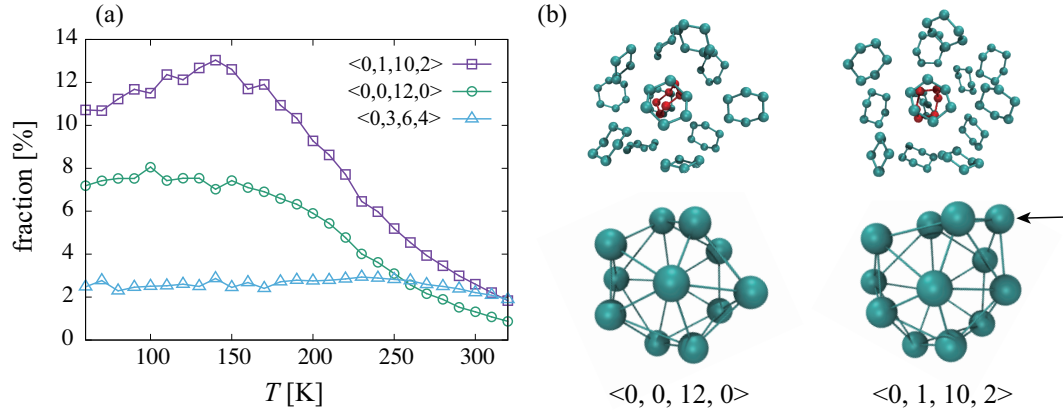 (a)
(b)
fraction [%]
14
12
10
8
6
4
2
0
<0,1,10,2>
<0,0,12,0>
<0,3,6,4>
100
150
200
250
300
T [K]
<0, 0, 12, 0>
<0, 1, 10, 2>